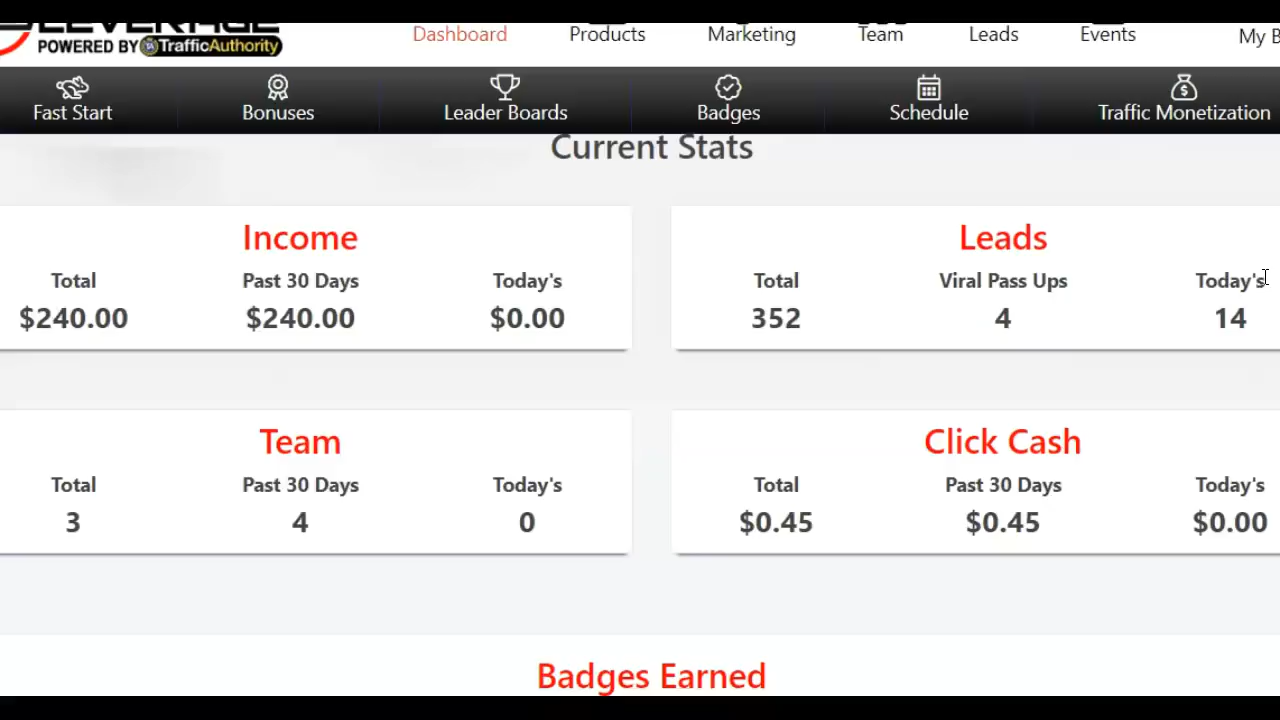 LEVERAGE
POWERED BY TrafficAuthority
Dashboard Products Marketing Team Leads Events My B
Fast Start Bonuses Leader Boards Badges Schedule Traffic Monetization
Current Stats
Income
Total Past 30 Days Today's
$240.00 $240.00 $0.00
Leads
Total Viral Pass Ups Today's
352 4 14
Team
Total Past 30 Days Today's
3 4 0
Click Cash
Total Past 30 Days Today's
$0.45 $0.45 $0.00
Badges Earned